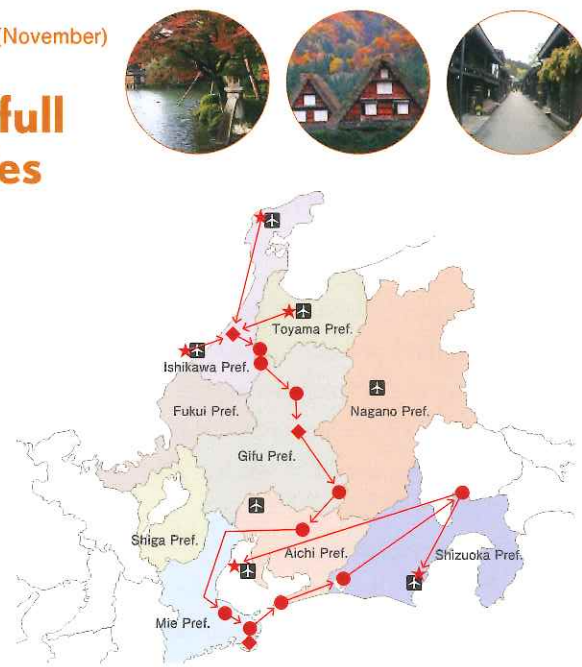 (November)
full
es
Toyama Pref.
Ishikawa Pref.
Fukui Pref.
Nagano Pref.
Gifu Pref.
Shiga Pref.
Aichi Pref.
Shizuoka Pref.
Mie Pref.